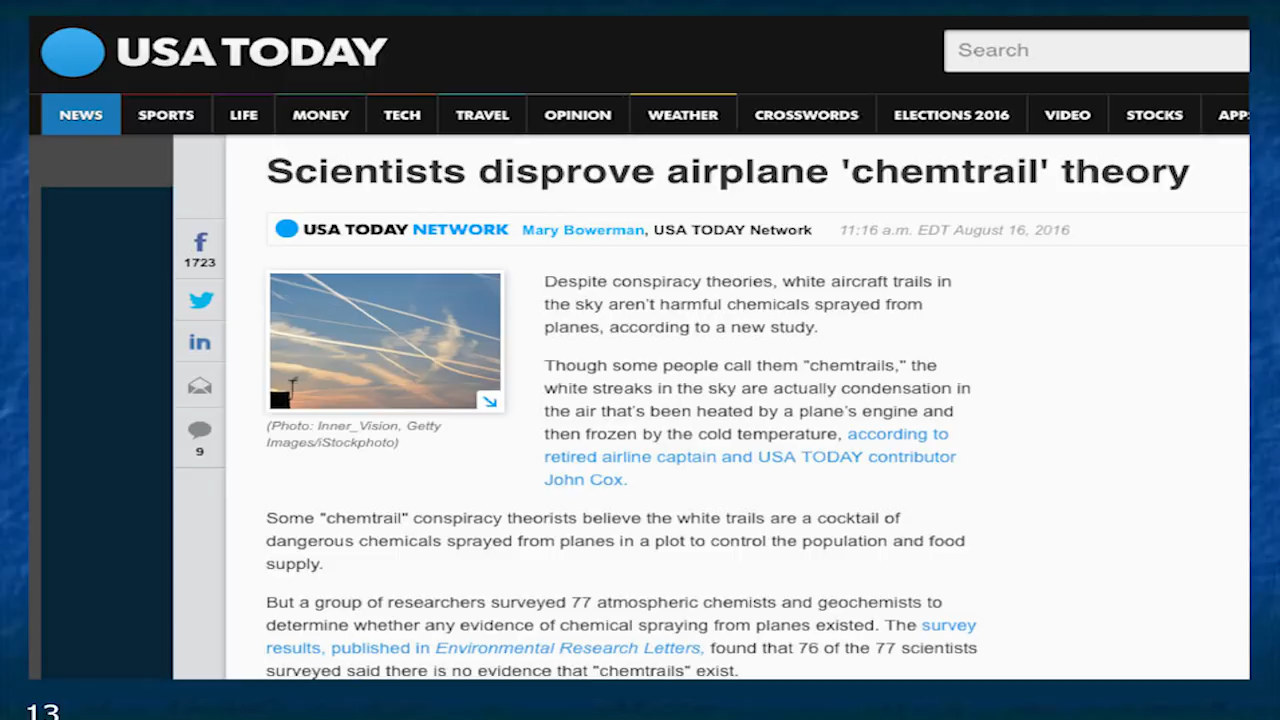 USA TODAY
Search
NEWS SPORTS LIFE MONEY TECH TRAVEL OPINION WEATHER CROSSWORDS ELECTIONS 2016 VIDEO STOCKS APPS
Scientists disprove airplane 'chemtrail' theory
USA TODAY NETWORK Mary Bowerman, USA TODAY Network 11:16 a.m. EDT August 16, 2016
f
1723
in
9
(Photo: Inner_Vision, Getty
Images/iStockphoto)
Despite conspiracy theories, white aircraft trails in
the sky aren't harmful chemicals sprayed from
planes, according to a new study.
Though some people call them "chemtrails," the
white streaks in the sky are actually condensation in
the air that's been heated by a plane's engine and
then frozen by the cold temperature, according to
retired airline captain and USA TODAY contributor
John Cox.
Some "chemtrail" conspiracy theorists believe the white trails are a cocktail of
dangerous chemicals sprayed from planes in a plot to control the population and food
supply.
But a group of researchers surveyed 77 atmospheric chemists and geochemists to
determine whether any evidence of chemical spraying from planes existed. The survey
results, published in Environmental Research Letters, found that 76 of the 77 scientists
surveyed said there is no evidence that "chemtrails" exist.
13